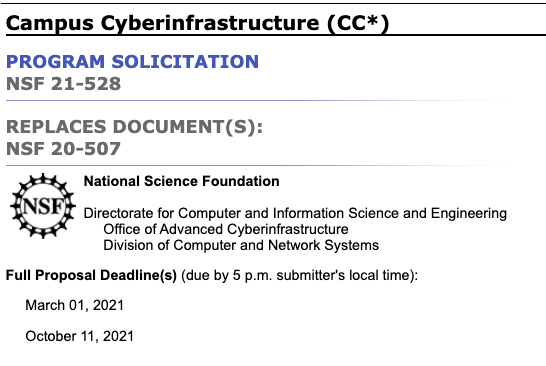 Campus Cyberinfrastructure (CC*)
PROGRAM SOLICITATION
NSF 21-528
REPLACES DOCUMENT(S):
NSF 20-507
NSF
National Science Foundation
Directorate for Computer and Information Science and Engineering
Office of Advanced Cyberinfrastructure
Division of Computer and Network Systems
Full Proposal Deadline(s) (due by 5 p.m. submitter's local time):
March 01, 2021
October 11, 2021